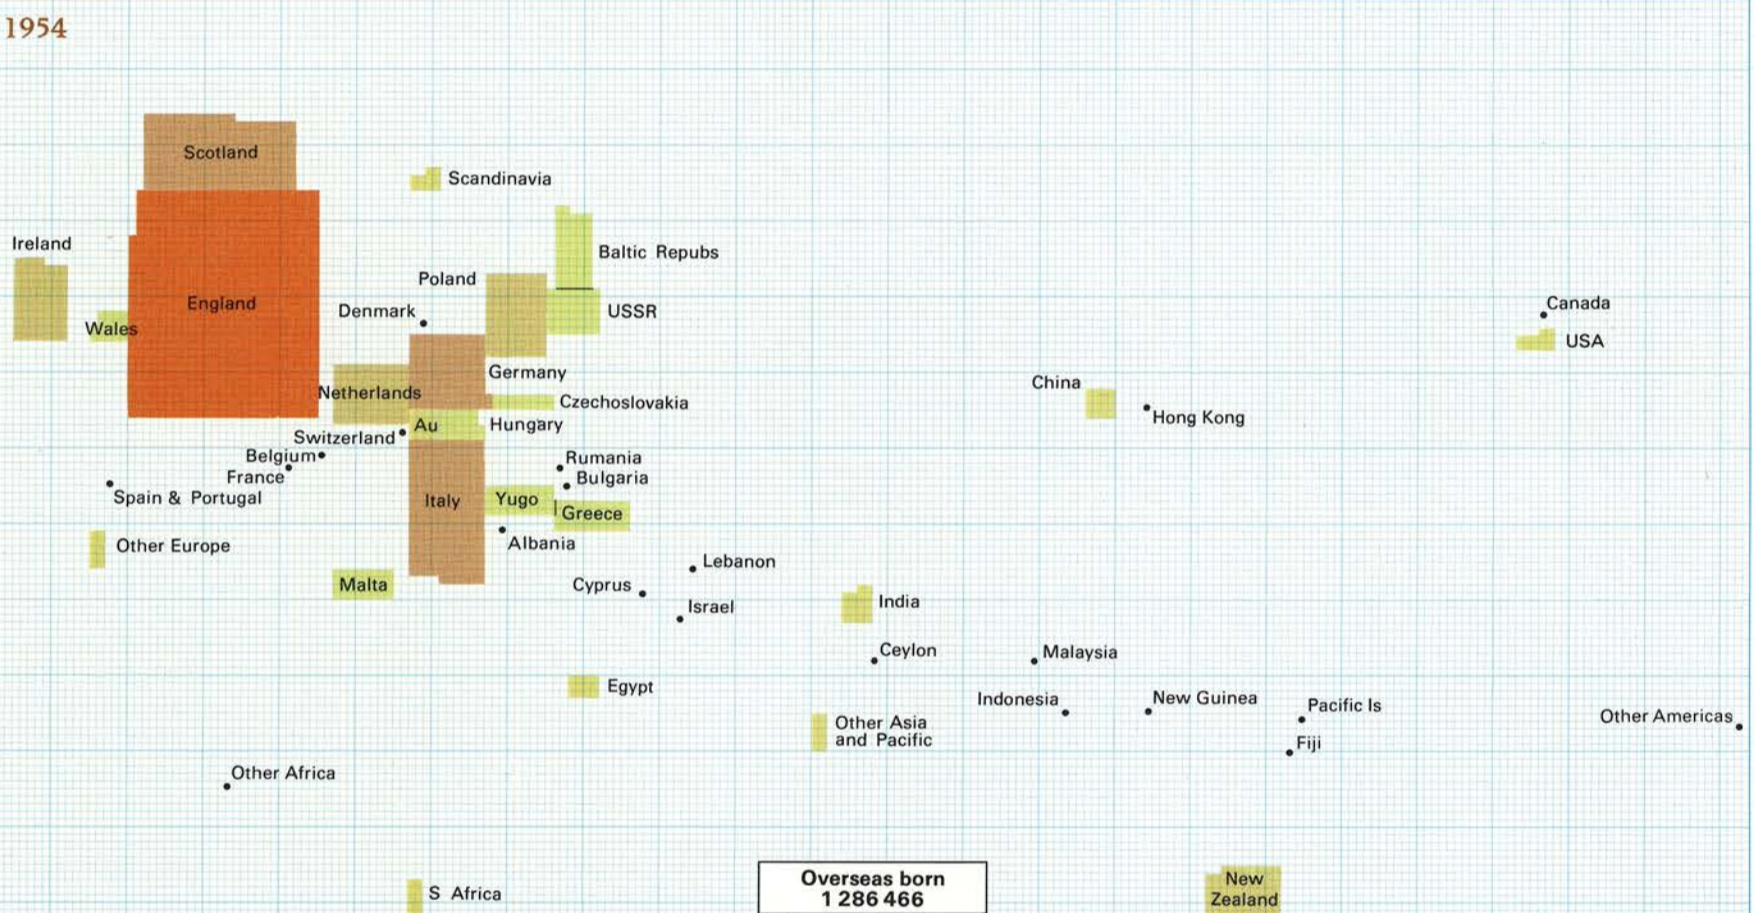 1954
Scotland
Scandinavia
Ireland
Baltic Repubs
Poland
England
Denmark
USSR
Canada
Wales
USA
Germany
China
Netherlands
Czechoslovakia
Hong Kong
Au
Hungary
Switzerland
Belgium
Rumania
France
Bulgaria
Spain & Portugal
Italy
Yugo
Greece
Other Europe
Albania
Lebanon
Malta
Cyprus
India
Israel
Ceylon
Malaysia
Egypt
Indonesia
New Guinea
Pacific Is
Other Americas
Other Asia
and Pacific
Fiji
Other Africa
Overseas born
1 286 466
S Africa
New
Zealand